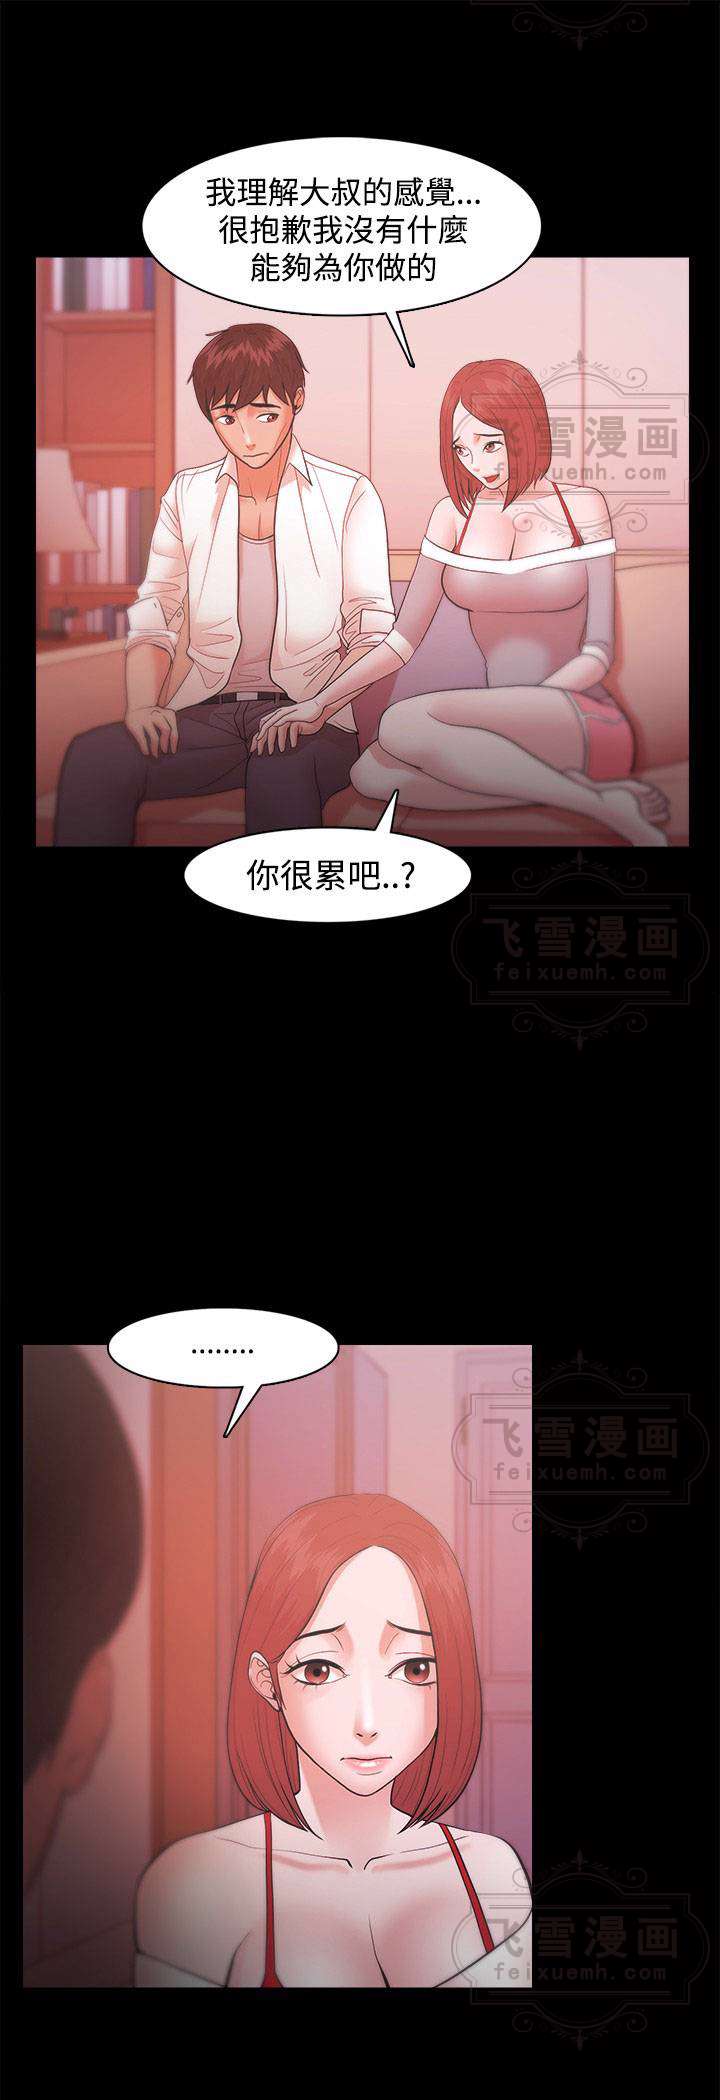 我理解大叔的感覺...
很抱歉我沒有什麼
能夠為你做的
飞雪漫画
feixuemh.com
你很累吧..?
飞雪漫画
feixuemh.com
........
飞雪漫画
feixuemh.com
飞雪漫画
feixuemh.com